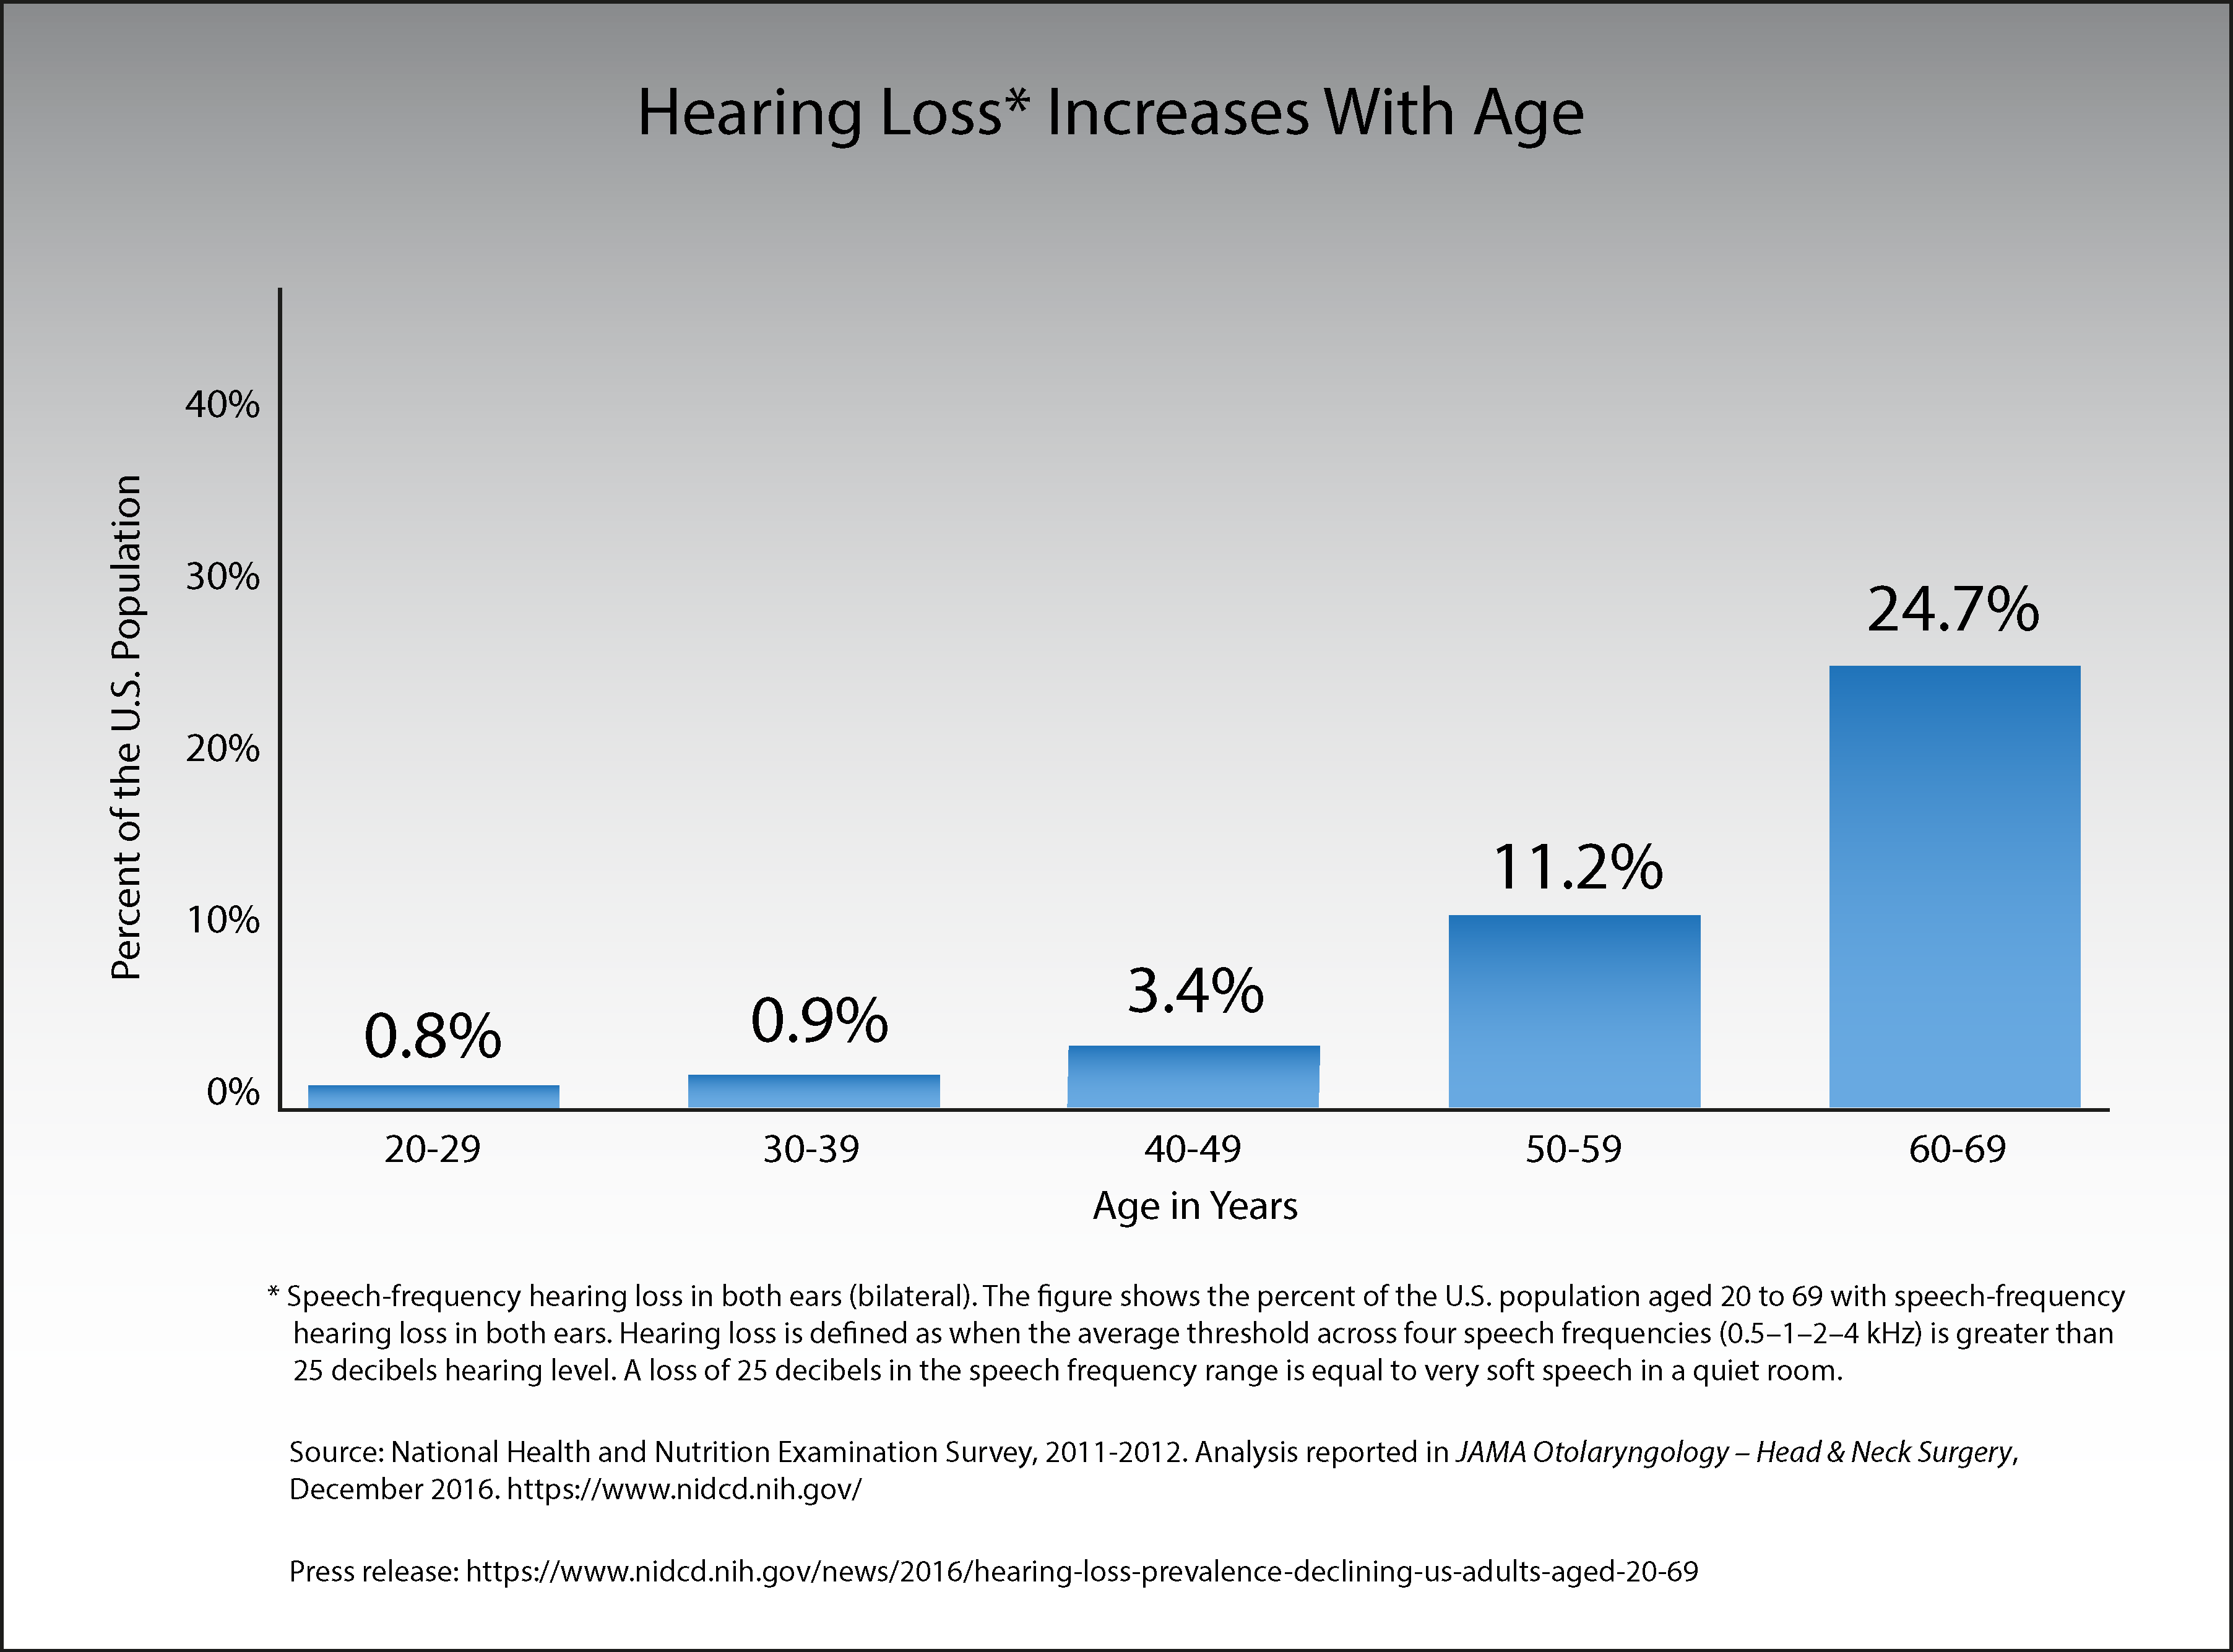 Hearing Loss* Increases With Age
Percent of the U.S. Population
40%
30%
20%
10%
0%
0.8%
0.9%
3.4%
11.2%
24.7%
20-29
30-39
40-49
50-59
60-69
Age in Years
* Speech-frequency hearing loss in both ears (bilateral). The figure shows the percent of the U.S. population aged 20 to 69 with speech-frequency
hearing loss in both ears. Hearing loss is defined as when the average threshold across four speech frequencies (0.5–1–2–4 kHz) is greater than
25 decibels hearing level. A loss of 25 decibels in the speech frequency range is equal to very soft speech in a quiet room.
Source: National Health and Nutrition Examination Survey, 2011-2012. Analysis reported in JAMA Otolaryngology – Head & Neck Surgery,
December 2016. https://www.nidcd.nih.gov/
Press release: https://www.nidcd.nih.gov/news/2016/hearing-loss-prevalence-declining-us-adults-aged-20-69